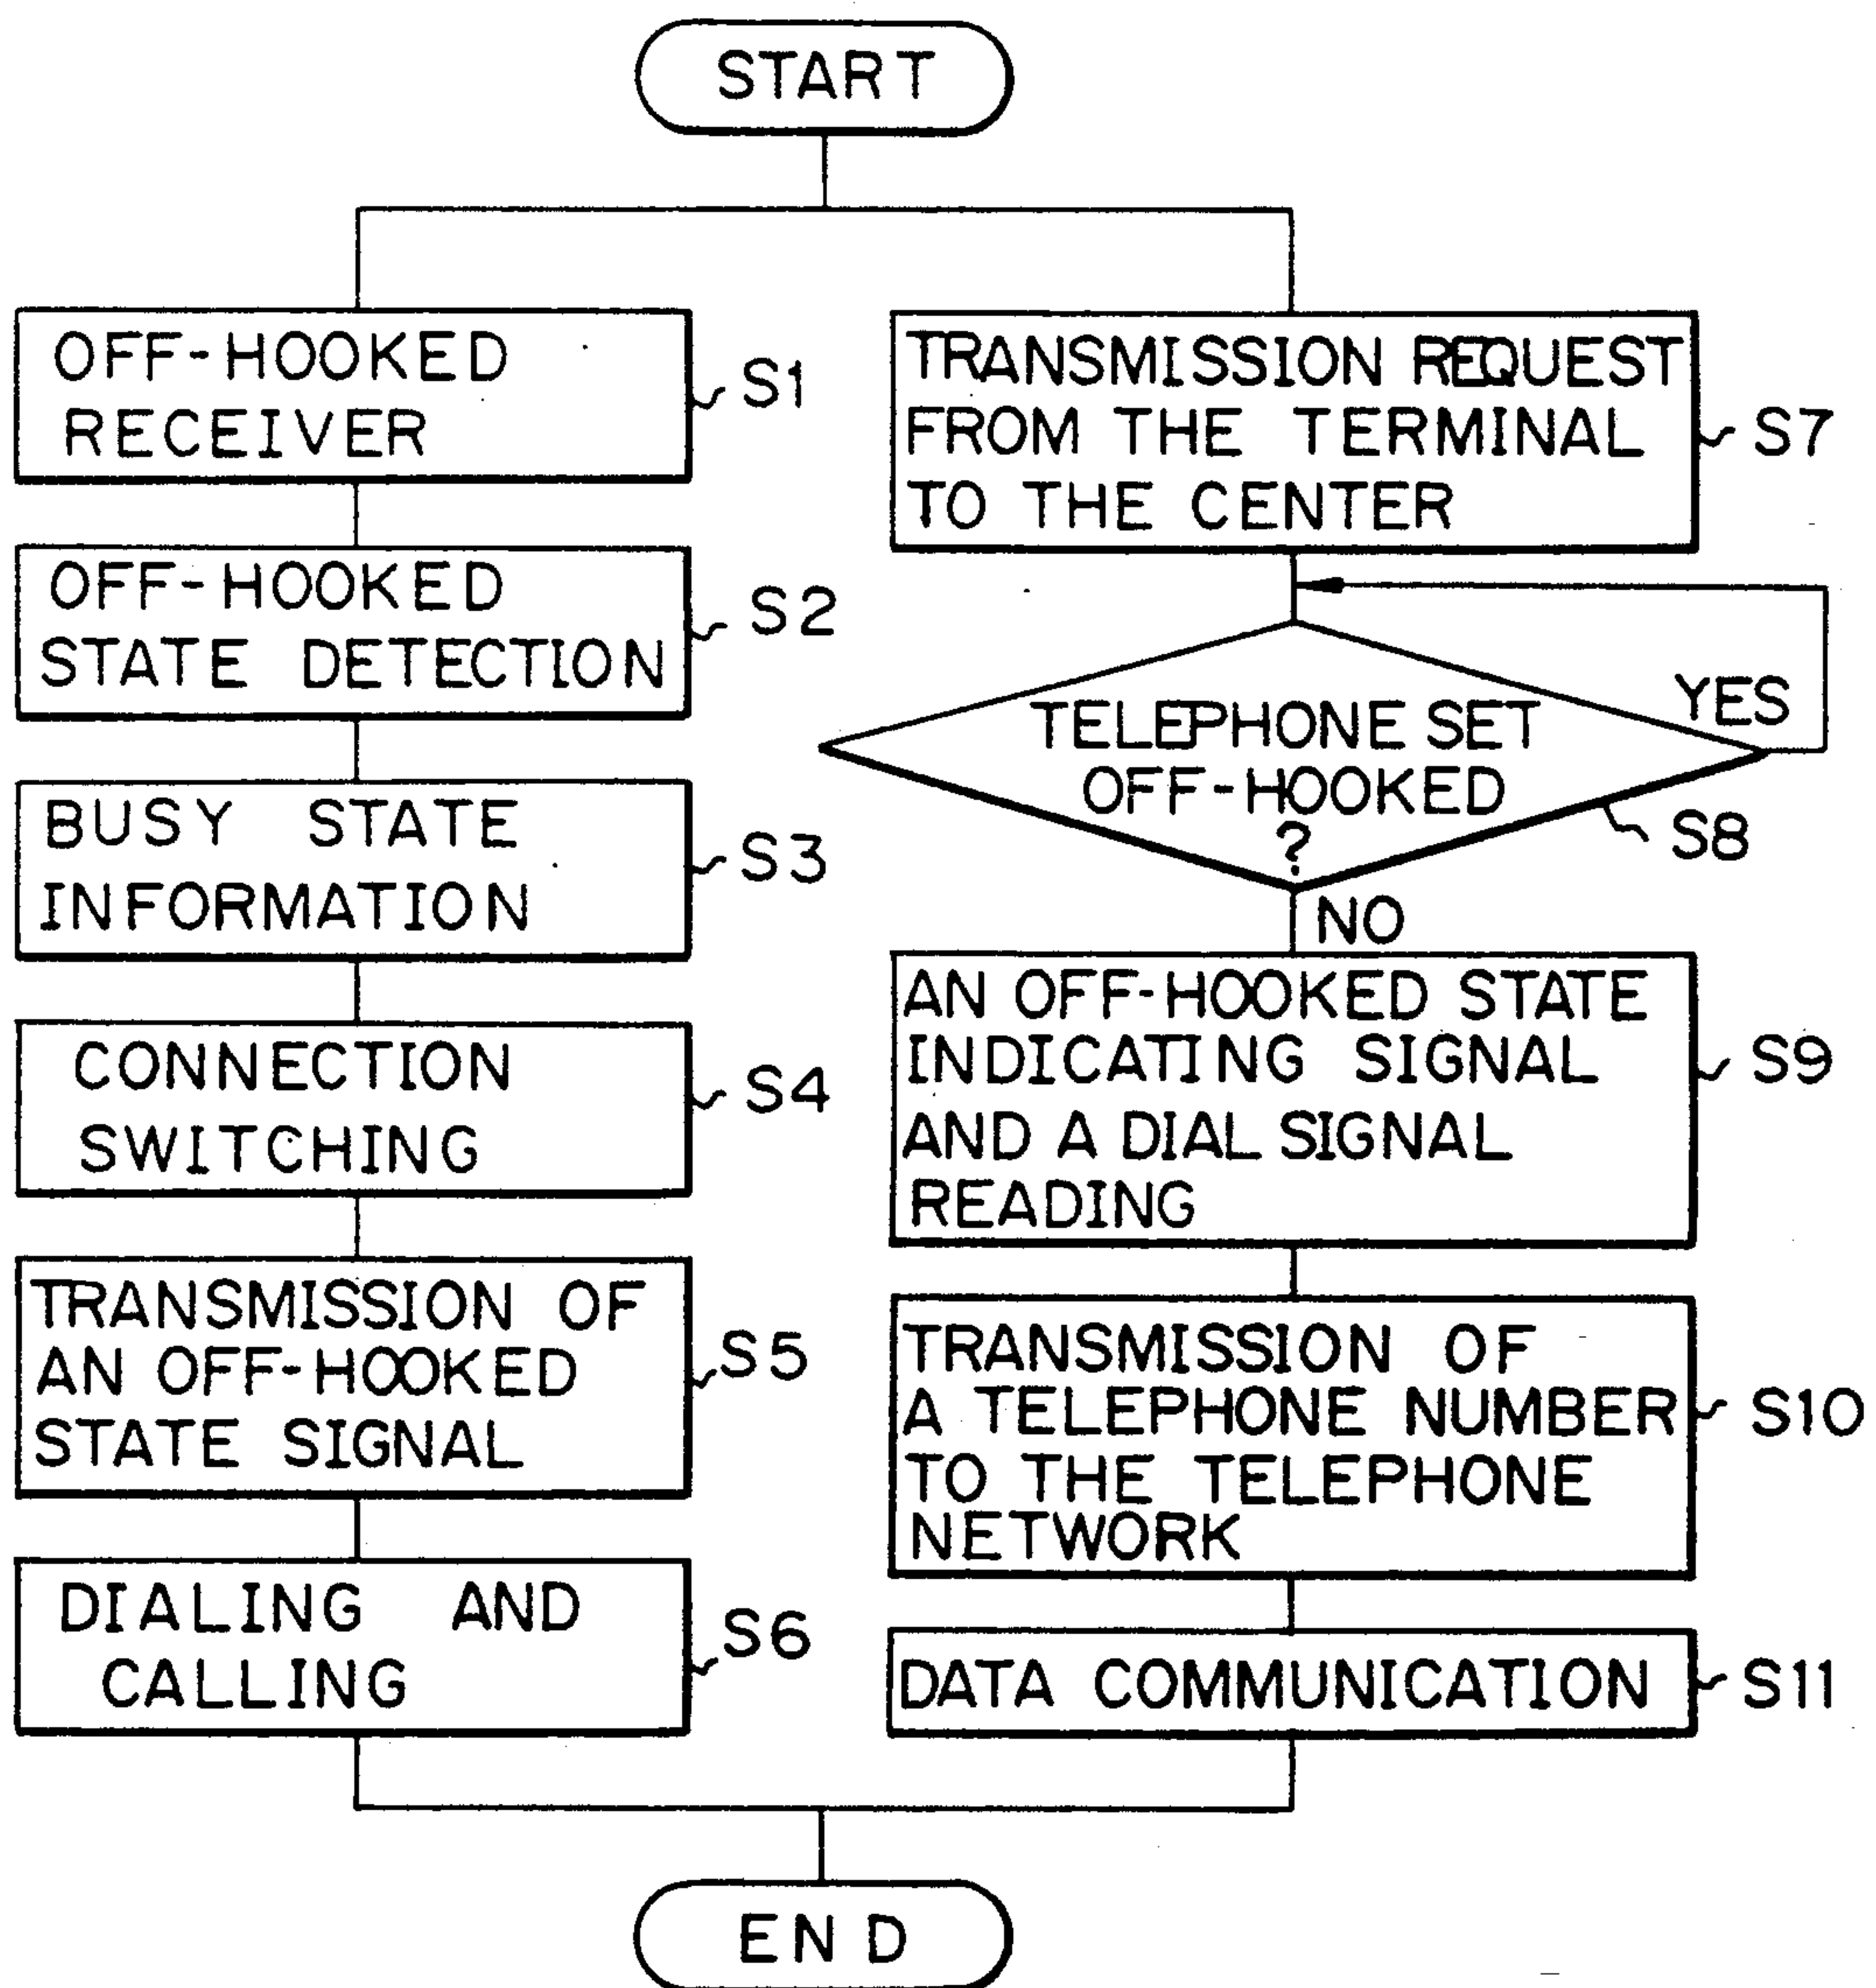 START
OFF-HOOKED
RECEIVER
S1
OFF-HOOKED
STATE DETECTION
S2
BUSY STATE
INFORMATION
S3
CONNECTION
SWITCHING
S4
TRANSMISSION OF
AN OFF-HOOKED
STATE SIGNAL
S5
DIALING AND
CALLING
S6
TRANSMISSION REQUEST
FROM THE TERMINAL
TO THE CENTER
S7
TELEPHONE SET
OFF-HOOKED
?
YES
S8
NO
AN OFF-HOOKED STATE
INDICATING SIGNAL
AND A DIAL SIGNAL
READING
S9
TRANSMISSION OF
A TELEPHONE NUMBER
TO THE TELEPHONE
NETWORK
S10
DATA COMMUNICATION
S11
END